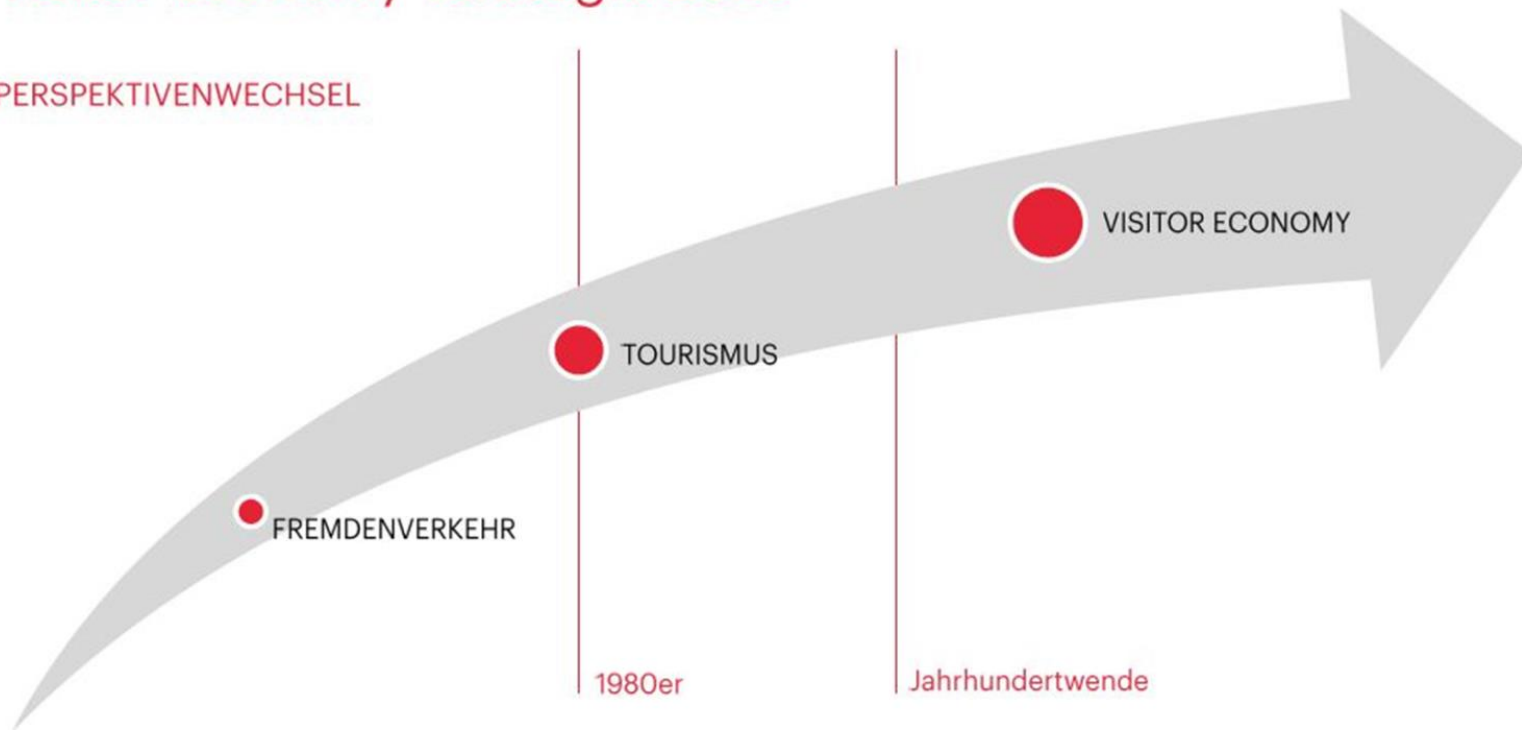 PERSPEKTIVENWECHSEL
VISITOR ECONOMY
TOURISMUS
FREMDENVERKEHR
1980er
Jahrhundertwende